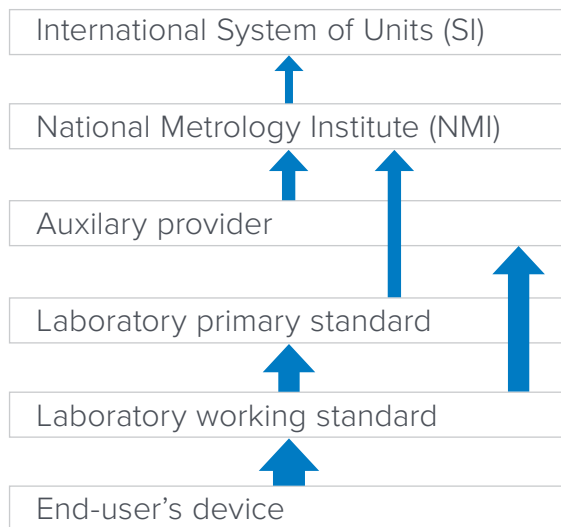 International System of Units (SI)
National Metrology Institute (NMI)
Auxilary provider
Laboratory primary standard
Laboratory working standard
End-user’s device